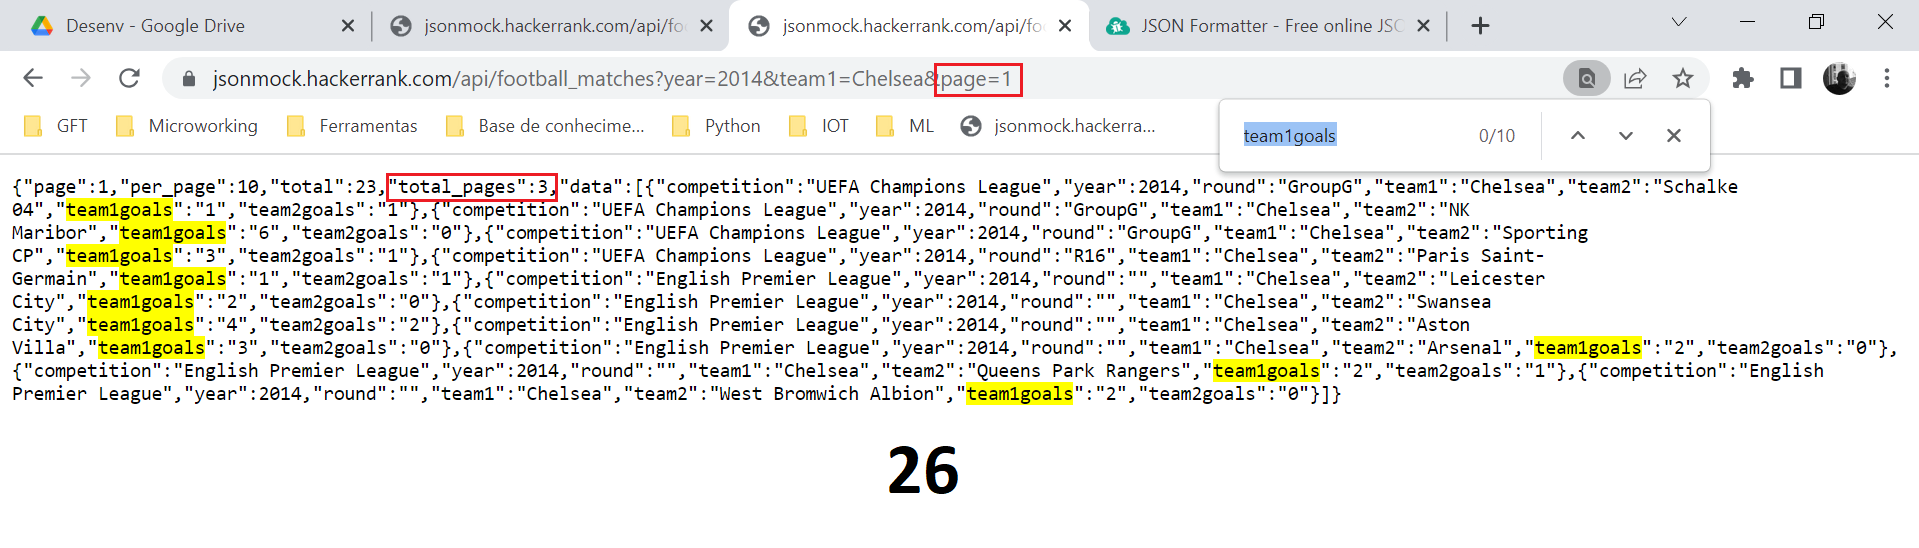 Desenv - Google Drive
jsonmock.hackerrank.com/api/fo
jsonmock.hackerrank.com/api/fo
JSON Formatter - Free online JSO
jsonmock.hackerrank.com/api/football_matches?year=2014&team1=Chelsea&page=1
GFT Microworking Ferramentas Base de conhecime... Python IOT ML jsonmock.hackerra...
team1goals 0/10
{"page":1,"per_page":10,"total":23,"total_pages":3,"data":[{"competition":"UEFA Champions League","year":2014,"round":"GroupG","team1":"Chelsea","team2":"Schalke
04","team1goals":"1","team2goals":"1"},{"competition":"UEFA Champions League","year":2014,"round":"GroupG","team1":"Chelsea","team2":"NK
Maribor","team1goals":"6","team2goals":"0"},{"competition":"UEFA Champions League","year":2014,"round":"GroupG","team1":"Chelsea","team2":"Sporting
CP","team1goals":"3","team2goals":"1"},{"competition":"UEFA Champions League","year":2014,"round":"R16","team1":"Chelsea","team2":"Paris Saint-
Germain","team1goals":"1","team2goals":"1"},{"competition":"English Premier League","year":2014,"round":"","team1":"Chelsea","team2":"Leicester
City","team1goals":"2","team2goals":"0"},{"competition":"English Premier League","year":2014,"round":"","team1":"Chelsea","team2":"Swansea
City","team1goals":"4","team2goals":"2"},{"competition":"English Premier League","year":2014,"round":"","team1":"Chelsea","team2":"Aston
Villa","team1goals":"3","team2goals":"0"},{"competition":"English Premier League","year":2014,"round":"","team1":"Chelsea","team2":"Arsenal","team1goals":"2","team2goals":"0"},
{"competition":"English Premier League","year":2014,"round":"","team1":"Chelsea","team2":"Queens Park Rangers","team1goals":"2","team2goals":"1"},{"competition":"English
Premier League","year":2014,"round":"","team1":"Chelsea","team2":"West Bromwich Albion","team1goals":"2","team2goals":"0"}]}
26